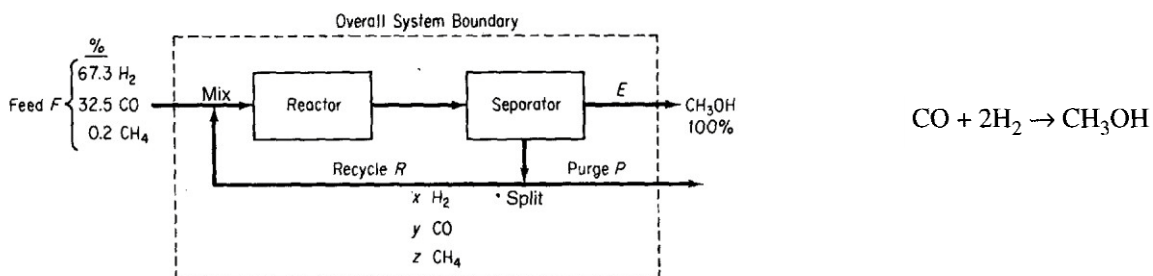 Overall System Boundary
%
67.3 H₂
Feed F
32.5 CO
0.2 CH₄
Mix
Reactor
Separator
E
CH₃OH
100%
CO + 2H₂ → CH₃OH
Recycle R
Purge P
x H₂
Split
y CO
z CH₄